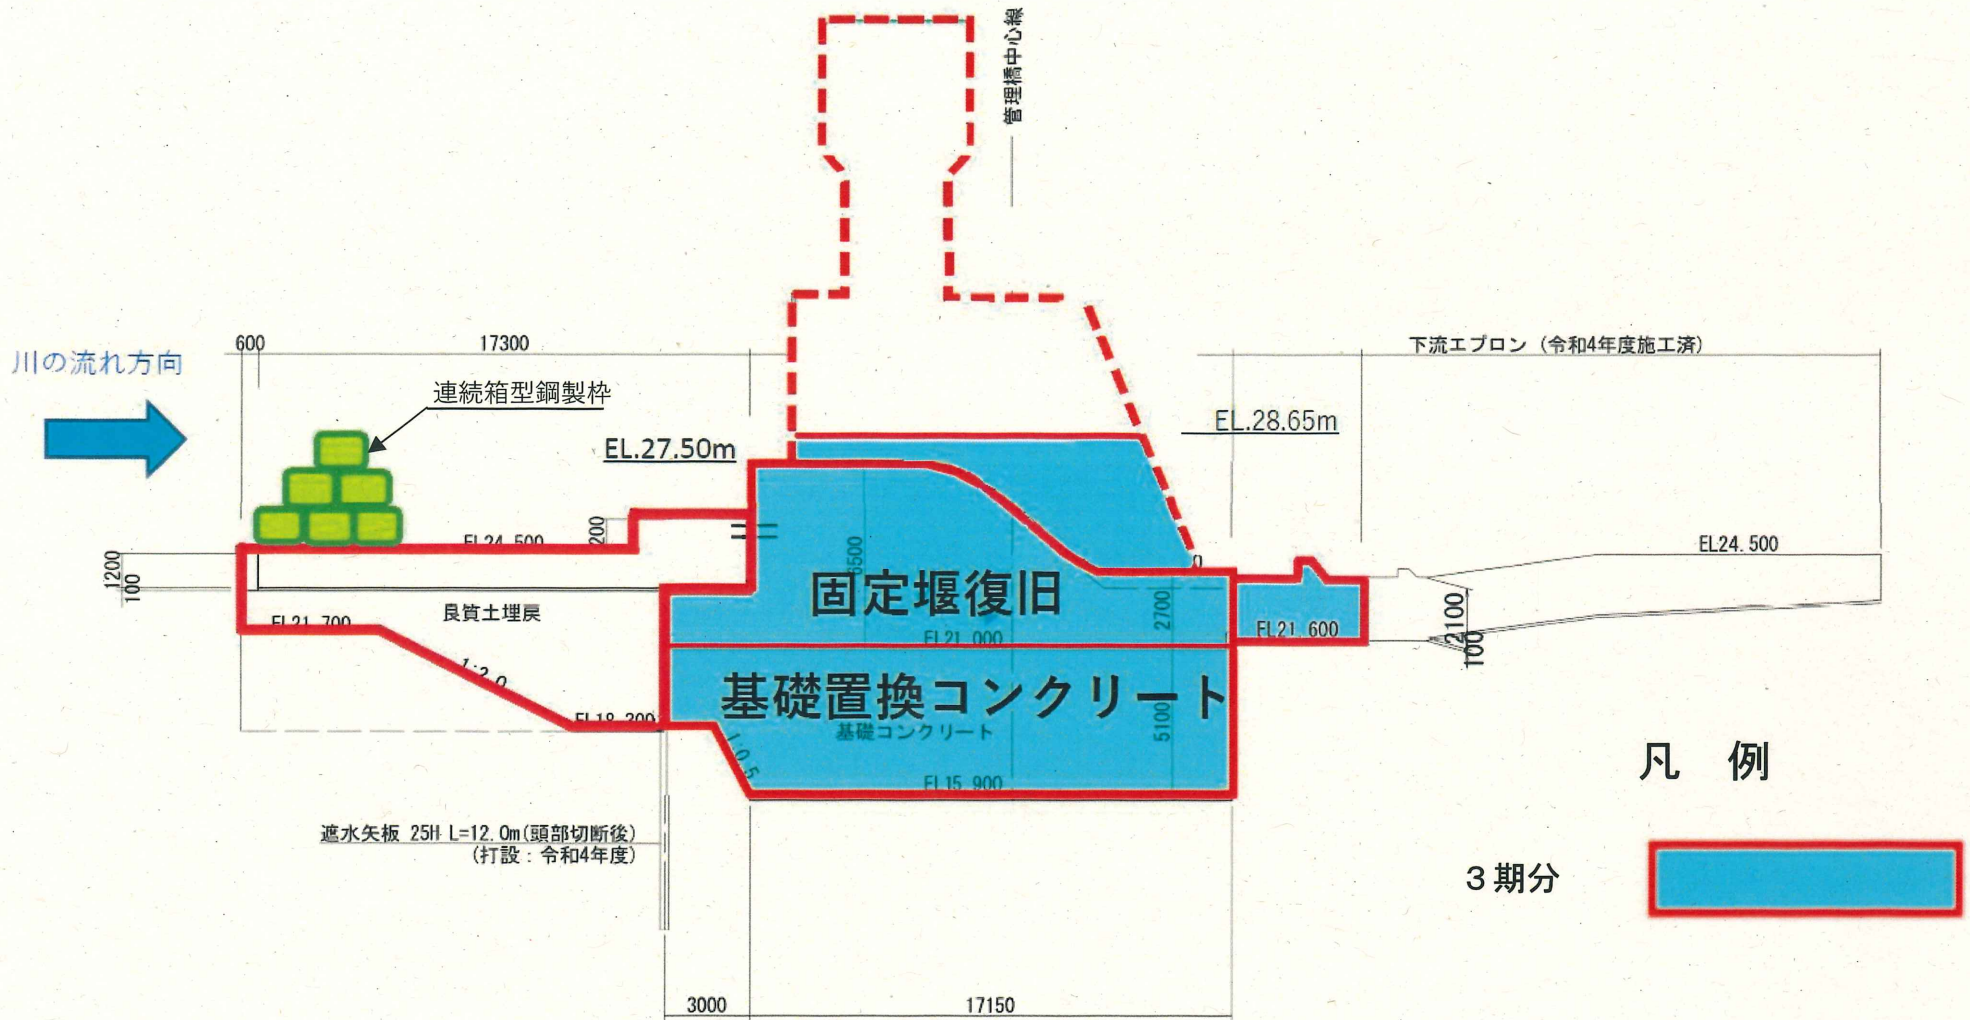 管理橋中心線
600
17300
下流エプロン（令和4年度施工済）
川の流れ方向
連続箱型鋼製枠
EL.27.50m
EL.28.65m
EL24.500
200
EL24.500
1200
100
良質土埋戻
6500
固定堰復旧
2700
2100
100
EL21.700
EL21.000
EL21.600
1:2.0
基礎置換コンクリート
基礎コンクリート
5100
1:0.5
EL15.900
凡　例
遮水矢板 25H L=12.0m(頭部切断後)
(打設：令和4年度)
３期分
3000
17150